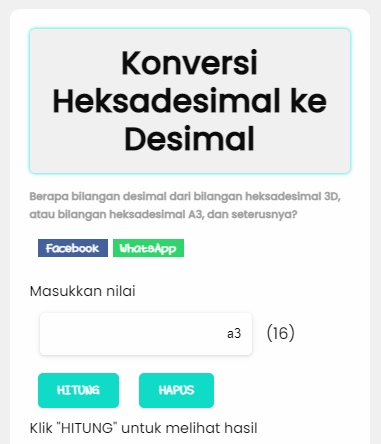 Konversi
Heksadesimal ke
Desimal
Berapa bilangan desimal dari bilangan heksadesimal 3D,
atau bilangan heksadesimal A3, dan seterusnya?
Facebook WhatsApp
Masukkan nilai
a3 (16)
HITUNG HAPUS
Klik "HITUNG" untuk melihat hasil